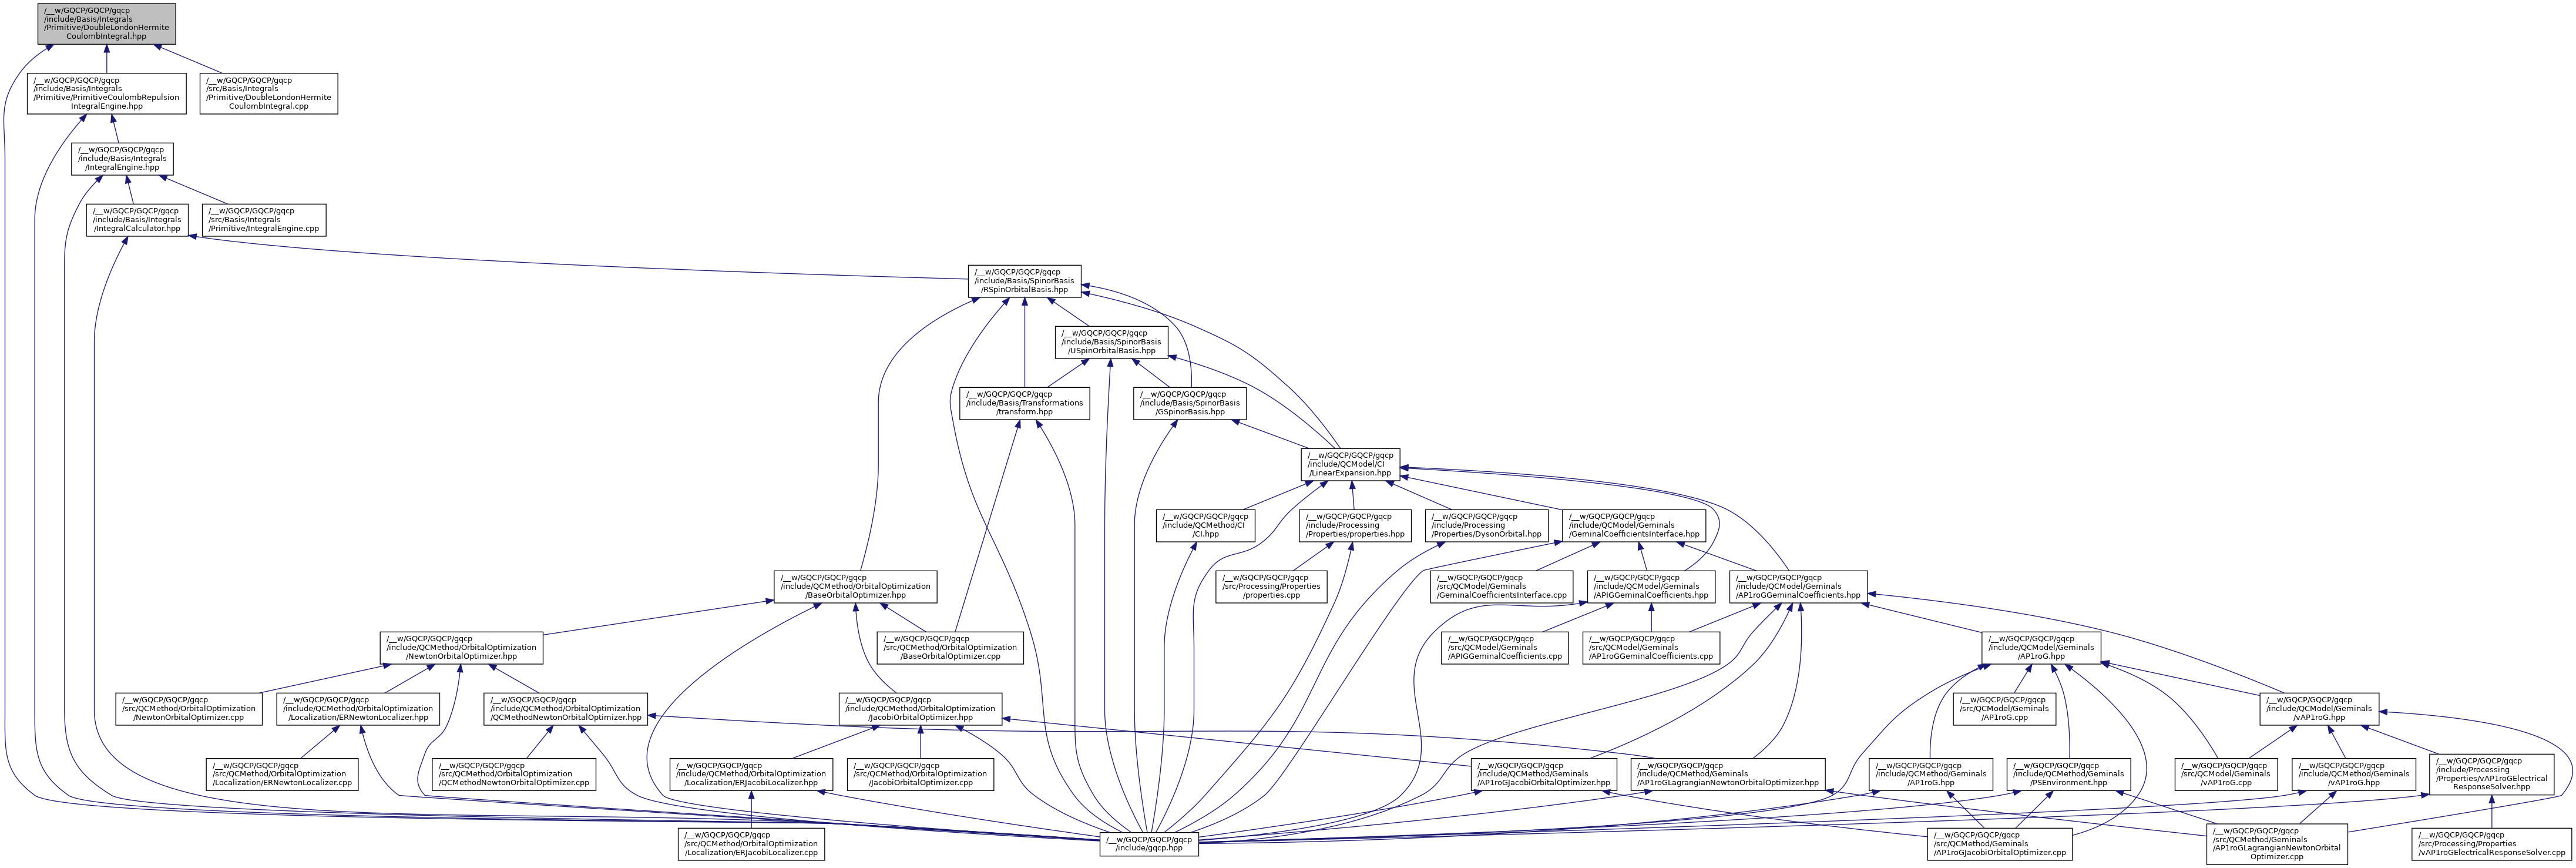 /__w/GQCP/GQCP/gqcp
/include/Basis/Integrals
/Primitive/DoubleLondonHermite
CoulombIntegral.hpp
/__w/GQCP/GQCP/gqcp
/include/Basis/Integrals
/Primitive/PrimitiveCoulombRepulsion
IntegralEngine.hpp
/__w/GQCP/GQCP/gqcp
/src/Basis/Integrals
/Primitive/DoubleLondonHermite
CoulombIntegral.cpp
/__w/GQCP/GQCP/gqcp
/include/Basis/Integrals
/IntegralEngine.hpp
/__w/GQCP/GQCP/gqcp
/include/Basis/Integrals
/IntegralCalculator.hpp
/__w/GQCP/GQCP/gqcp
/src/Basis/Integrals
/Primitive/IntegralEngine.cpp
/__w/GQCP/GQCP/gqcp
/include/Basis/SpinorBasis
/RSpinOrbitalBasis.hpp
/__w/GQCP/GQCP/gqcp
/include/Basis/SpinorBasis
/USpinOrbitalBasis.hpp
/__w/GQCP/GQCP/gqcp
/include/Basis/Transformations
/transform.hpp
/__w/GQCP/GQCP/gqcp
/include/Basis/SpinorBasis
/GSpinorBasis.hpp
/__w/GQCP/GQCP/gqcp
/include/QCModel/CI
/LinearExpansion.hpp
/__w/GQCP/GQCP/gqcp
/include/QCMethod/CI
/CI.hpp
/__w/GQCP/GQCP/gqcp
/include/Processing
/Properties/properties.hpp
/__w/GQCP/GQCP/gqcp
/include/Processing
/Properties/DysonOrbital.hpp
/__w/GQCP/GQCP/gqcp
/include/QCModel/Geminals
/GeminalCoefficientsInterface.hpp
/__w/GQCP/GQCP/gqcp
/include/QCMethod/OrbitalOptimization
/BaseOrbitalOptimizer.hpp
/__w/GQCP/GQCP/gqcp
/src/Processing/Properties
/properties.cpp
/__w/GQCP/GQCP/gqcp
/src/QCModel/Geminals
/GeminalCoefficientsInterface.cpp
/__w/GQCP/GQCP/gqcp
/include/QCModel/Geminals
/APIGGeminalCoefficients.hpp
/__w/GQCP/GQCP/gqcp
/include/QCModel/Geminals
/AP1roGGeminalCoefficients.hpp
/__w/GQCP/GQCP/gqcp
/include/QCMethod/OrbitalOptimization
/NewtonOrbitalOptimizer.hpp
/__w/GQCP/GQCP/gqcp
/src/QCMethod/OrbitalOptimization
/BaseOrbitalOptimizer.cpp
/__w/GQCP/GQCP/gqcp
/src/QCModel/Geminals
/APIGGeminalCoefficients.cpp
/__w/GQCP/GQCP/gqcp
/src/QCModel/Geminals
/AP1roGGeminalCoefficients.cpp
/__w/GQCP/GQCP/gqcp
/include/QCModel/Geminals
/AP1roG.hpp
/__w/GQCP/GQCP/gqcp
/src/QCMethod/OrbitalOptimization
/NewtonOrbitalOptimizer.cpp
/__w/GQCP/GQCP/gqcp
/include/QCMethod/OrbitalOptimization
/Localization/ERNewtonLocalizer.hpp
/__w/GQCP/GQCP/gqcp
/include/QCMethod/OrbitalOptimization
/QCMethodNewtonOrbitalOptimizer.hpp
/__w/GQCP/GQCP/gqcp
/include/QCMethod/OrbitalOptimization
/JacobiOrbitalOptimizer.hpp
/__w/GQCP/GQCP/gqcp
/src/QCModel/Geminals
/AP1roG.cpp
/__w/GQCP/GQCP/gqcp
/include/QCModel/Geminals
/vAP1roG.hpp
/__w/GQCP/GQCP/gqcp
/src/QCMethod/OrbitalOptimization
/Localization/ERNewtonLocalizer.cpp
/__w/GQCP/GQCP/gqcp
/src/QCMethod/OrbitalOptimization
/QCMethodNewtonOrbitalOptimizer.cpp
/__w/GQCP/GQCP/gqcp
/include/QCMethod/OrbitalOptimization
/Localization/ERJacobiLocalizer.hpp
/__w/GQCP/GQCP/gqcp
/src/QCMethod/OrbitalOptimization
/JacobiOrbitalOptimizer.cpp
/__w/GQCP/GQCP/gqcp
/include/QCMethod/Geminals
/AP1roGJacobiOrbitalOptimizer.hpp
/__w/GQCP/GQCP/gqcp
/include/QCMethod/Geminals
/AP1roGLagrangianNewtonOrbitalOptimizer.hpp
/__w/GQCP/GQCP/gqcp
/include/QCMethod/Geminals
/AP1roG.hpp
/__w/GQCP/GQCP/gqcp
/include/QCMethod/Geminals
/PSEnvironment.hpp
/__w/GQCP/GQCP/gqcp
/src/QCModel/Geminals
/vAP1roG.cpp
/__w/GQCP/GQCP/gqcp
/include/QCMethod/Geminals
/vAP1roG.hpp
/__w/GQCP/GQCP/gqcp
/include/Processing
/Properties/vAP1roGElectrical
ResponseSolver.hpp
/__w/GQCP/GQCP/gqcp
/src/QCMethod/OrbitalOptimization
/Localization/ERJacobiLocalizer.cpp
/__w/GQCP/GQCP/gqcp
/include/gqcp.hpp
/__w/GQCP/GQCP/gqcp
/src/QCMethod/Geminals
/AP1roGJacobiOrbitalOptimizer.cpp
/__w/GQCP/GQCP/gqcp
/src/QCMethod/Geminals
/AP1roGLagrangianNewtonOrbital
Optimizer.cpp
/__w/GQCP/GQCP/gqcp
/src/Processing/Properties
/vAP1roGElectricalResponseSolver.cpp